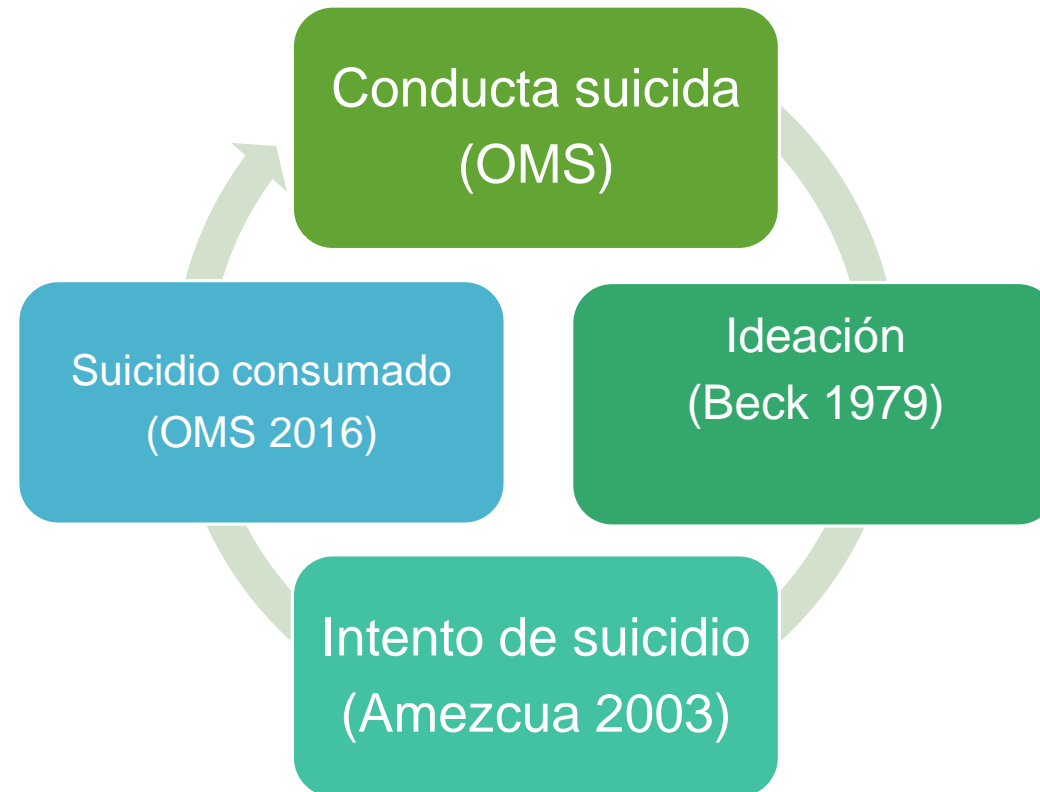 Conducta suicida
(OMS)
Ideación
(Beck 1979)
Intento de suicidio
(Amezcua 2003)
Suicidio consumado
(OMS 2016)